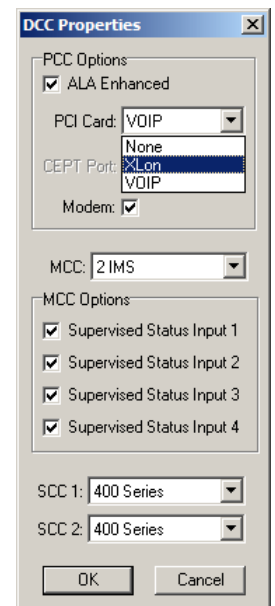 DCC Properties
PCC Options
ALA Enhanced
PCI Card: VOIP
None
CEPT Port: XLon
VOIP
Modem:
MCC: 2 IMS
MCC Options
Supervised Status Input 1
Supervised Status Input 2
Supervised Status Input 3
Supervised Status Input 4
SCC 1: 400 Series
SCC 2: 400 Series
OK Cancel